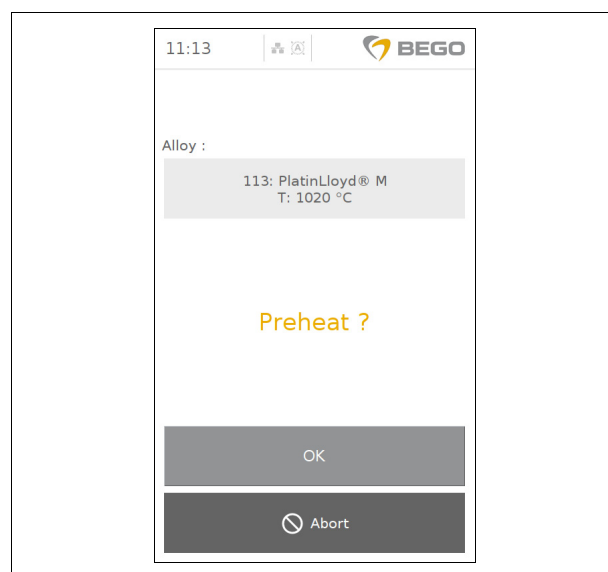 11:13
A
BEGO
Alloy :
113: PlatinLloyd® M
T: 1020 °C
Preheat ?
OK
Abort